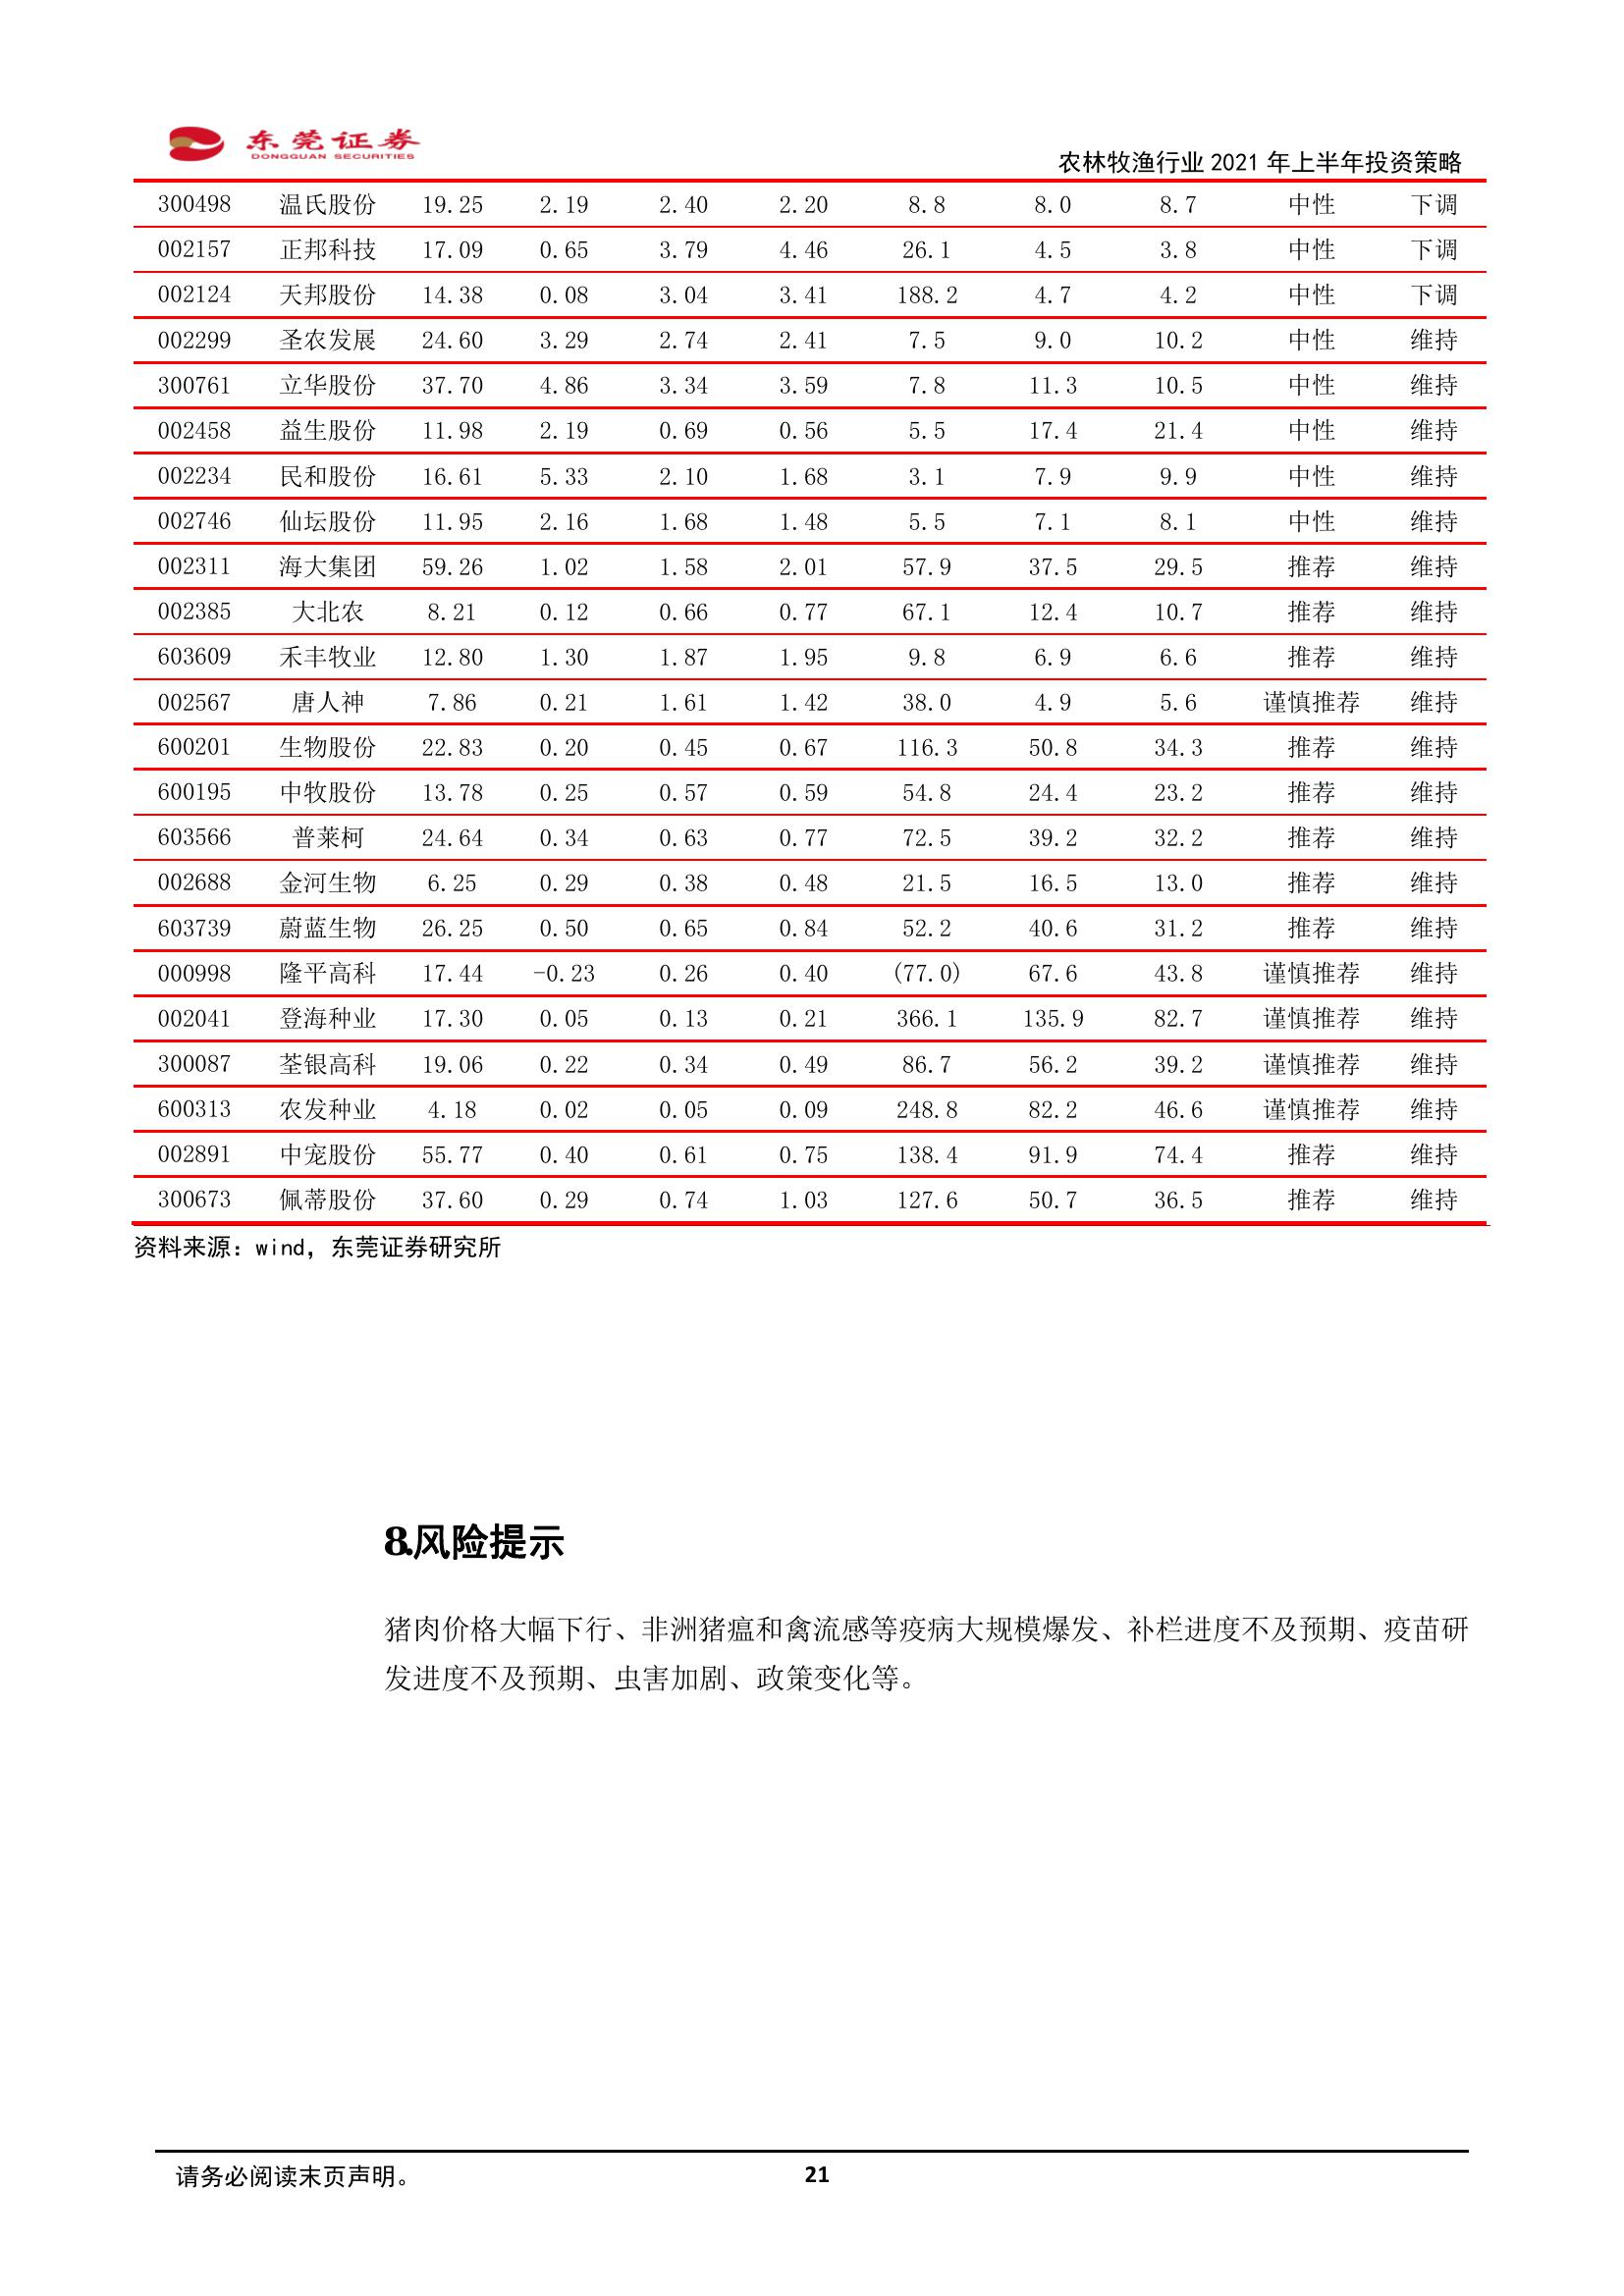 东莞证券
DONGGUAN SECURITIES
农林牧渔行业 2021 年上半年投资策略
300498 温氏股份 19.25 2.19 2.40 2.20 8.8 8.0 8.7 中性 下调
002157 正邦科技 17.09 0.65 3.79 4.46 26.1 4.5 3.8 中性 下调
002124 天邦股份 14.38 0.08 3.04 3.41 188.2 4.7 4.2 中性 下调
002299 圣农发展 24.60 3.29 2.74 2.41 7.5 9.0 10.2 中性 维持
300761 立华股份 37.70 4.86 3.34 3.59 7.8 11.3 10.5 中性 维持
002458 益生股份 11.98 2.19 0.69 0.56 5.5 17.4 21.4 中性 维持
002234 民和股份 16.61 5.33 2.10 1.68 3.1 7.9 9.9 中性 维持
002746 仙坛股份 11.95 2.16 1.68 1.48 5.5 7.1 8.1 中性 维持
002311 海大集团 59.26 1.02 1.58 2.01 57.9 37.5 29.5 推荐 维持
002385 大北农 8.21 0.12 0.66 0.77 67.1 12.4 10.7 推荐 维持
603609 禾丰牧业 12.80 1.30 1.87 1.95 9.8 6.9 6.6 推荐 维持
002567 唐人神 7.86 0.21 1.61 1.42 38.0 4.9 5.6 谨慎推荐 维持
600201 生物股份 22.83 0.20 0.45 0.67 116.3 50.8 34.3 推荐 维持
600195 中牧股份 13.78 0.25 0.57 0.59 54.8 24.4 23.2 推荐 维持
603566 普莱柯 24.64 0.34 0.63 0.77 72.5 39.2 32.2 推荐 维持
002688 金河生物 6.25 0.29 0.38 0.48 21.5 16.5 13.0 推荐 维持
603739 蔚蓝生物 26.25 0.50 0.65 0.84 52.2 40.6 31.2 推荐 维持
000998 隆平高科 17.44 -0.23 0.26 0.40 (77.0) 67.6 43.8 谨慎推荐 维持
002041 登海种业 17.30 0.05 0.13 0.21 366.1 135.9 82.7 谨慎推荐 维持
300087 荃银高科 19.06 0.22 0.34 0.49 86.7 56.2 39.2 谨慎推荐 维持
600313 农发种业 4.18 0.02 0.05 0.09 248.8 82.2 46.6 谨慎推荐 维持
002891 中宠股份 55.77 0.40 0.61 0.75 138.4 91.9 74.4 推荐 维持
300673 佩蒂股份 37.60 0.29 0.74 1.03 127.6 50.7 36.5 推荐 维持
资料来源：wind，东莞证券研究所
8.风险提示
猪肉价格大幅下行、非洲猪瘟和禽流感等疫病大规模爆发、补栏进度不及预期、疫苗研
发进度不及预期、虫害加剧、政策变化等。
请务必阅读末页声明。 21